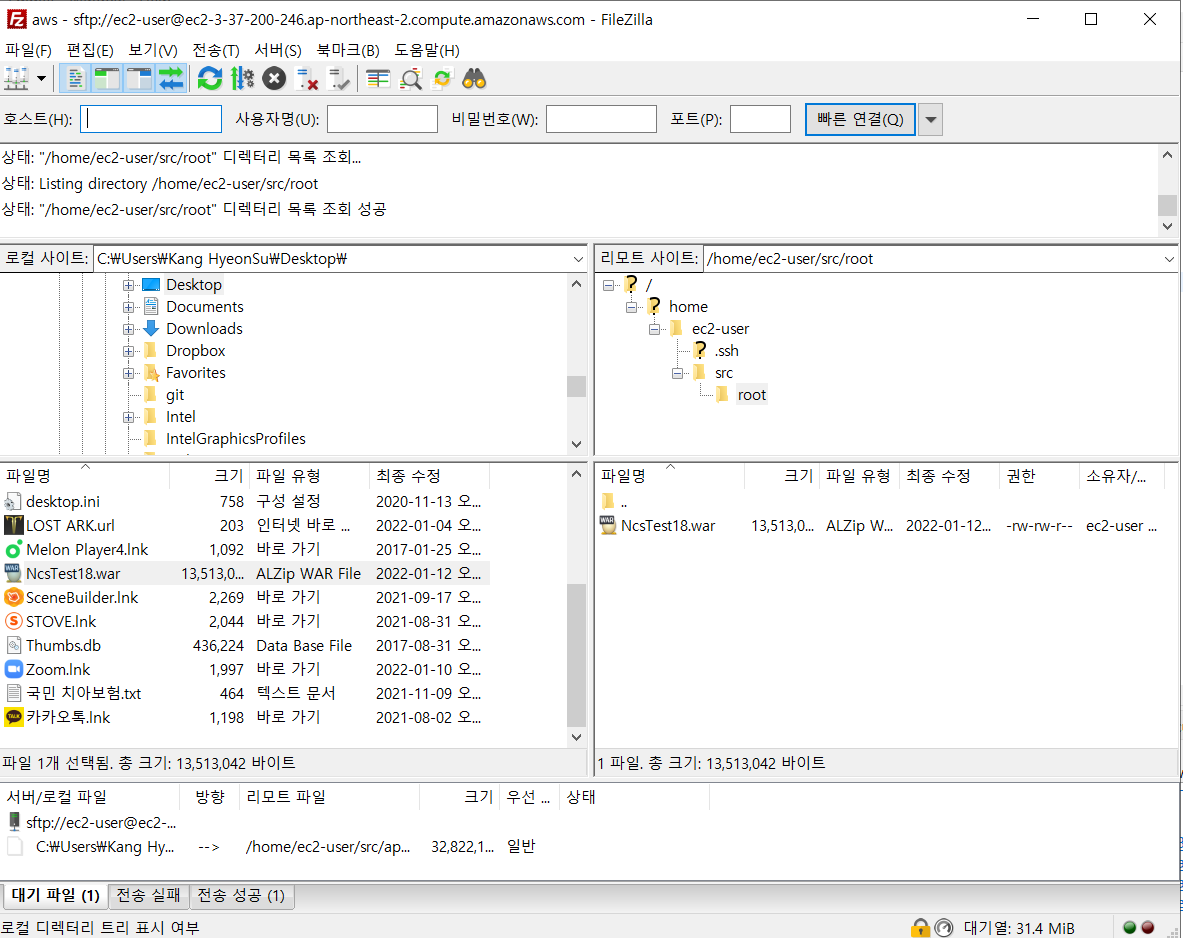 aws - sftp://ec2-user@ec2-3-37-200-246.ap-northeast-2.compute.amazonaws.com - FileZilla
파일(F) 편집(E) 보기(V) 전송(T) 서버(S) 북마크(B) 도움말(H)
호스트(H): 사용자명(U): 비밀번호(W): 포트(P): 빠른 연결(Q)
상태: "/home/ec2-user/src/root" 디렉터리 목록 조회...
상태: Listing directory /home/ec2-user/src/root
상태: "/home/ec2-user/src/root" 디렉터리 목록 조회 성공
로컬 사이트: C:₩Users₩Kang HyeonSu₩Desktop₩
Desktop
Documents
Downloads
Dropbox
Favorites
git
Intel
IntelGraphicsProfiles
리모트 사이트: /home/ec2-user/src/root
/
home
ec2-user
.ssh
src
root
파일명 크기 파일 유형 최종 수정
desktop.ini 758 구성 설정 2020-11-13 오...
LOST ARK.url 203 인터넷 바로 ... 2022-01-04 오...
Melon Player4.lnk 1,092 바로 가기 2017-01-25 오...
WAR NcsTest18.war 13,513,0... ALZip WAR File 2022-01-12 오...
SceneBuilder.lnk 2,269 바로 가기 2021-09-17 오...
S STOVE.lnk 2,044 바로 가기 2021-08-31 오...
Thumbs.db 436,224 Data Base File 2017-08-31 오...
Zoom.lnk 1,997 바로 가기 2022-01-10 오...
국민 치아보험.txt 464 텍스트 문서 2021-11-09 오...
TALK 카카오톡.lnk 1,198 바로 가기 2021-08-02 오...
파일 1개 선택됨. 총 크기: 13,513,042 바이트
파일명 크기 파일 유형 최종 수정 권한 소유자/...
..
WAR NcsTest18.war 13,513,0... ALZip W... 2022-01-12... -rw-rw-r-- ec2-user ...
1 파일. 총 크기: 13,513,042 바이트
서버/로컬 파일 방향 리모트 파일 크기 우선 ... 상태
sftp://ec2-user@ec2-...
C:₩Users₩Kang Hy... --> /home/ec2-user/src/ap... 32,822,1... 일반
대기 파일 (1) 전송 실패 전송 성공 (1)
로컬 디렉터리 트리 표시 여부 대기열: 31.4 MiB